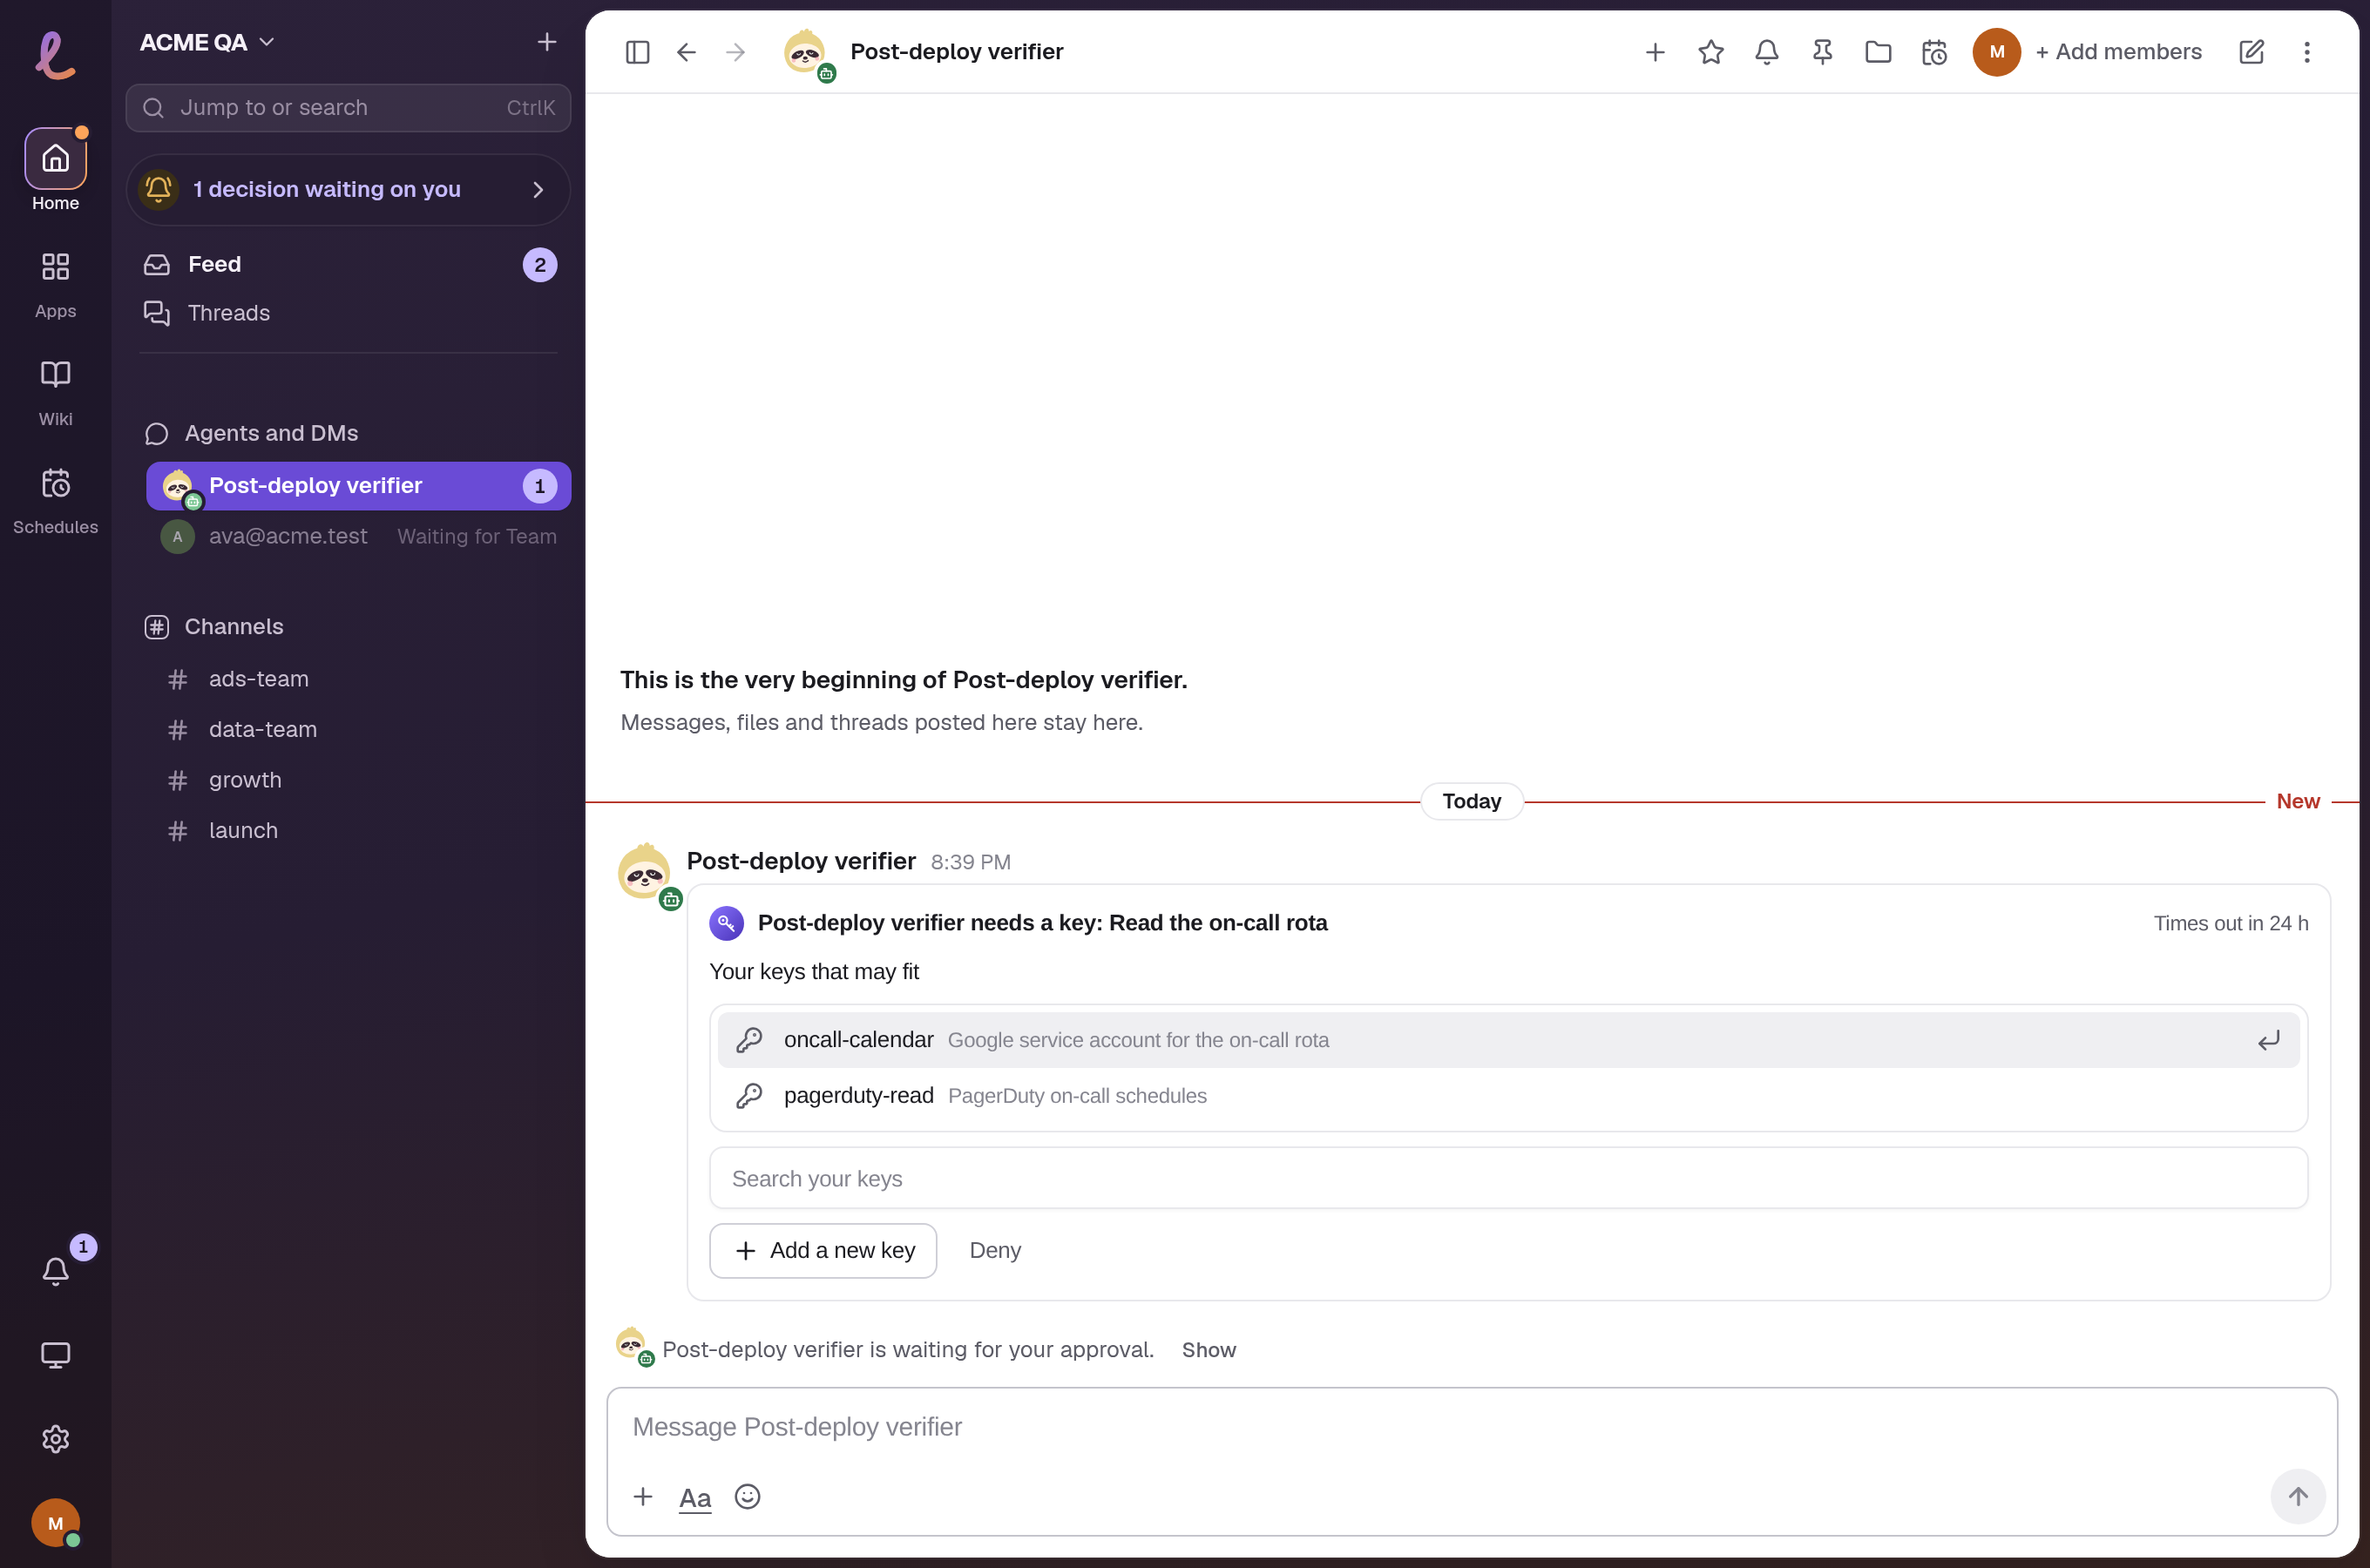 Home
Apps
Wiki
Schedules
1
M
ACME QA
Jump to or search CtrlK
1 decision waiting on you
Feed 2
Threads
Agents and DMs
Post-deploy verifier 1
A ava@acme.test Waiting for Team
Channels
ads-team
data-team
growth
launch
Post-deploy verifier M + Add members
This is the very beginning of Post-deploy verifier.
Messages, files and threads posted here stay here.
Today New
Post-deploy verifier 8:39 PM
Post-deploy verifier needs a key: Read the on-call rota Times out in 24 h
Your keys that may fit
oncall-calendar Google service account for the on-call rota
pagerduty-read PagerDuty on-call schedules
Search your keys
Add a new key Deny
Post-deploy verifier is waiting for your approval. Show
Message Post-deploy verifier
Aa